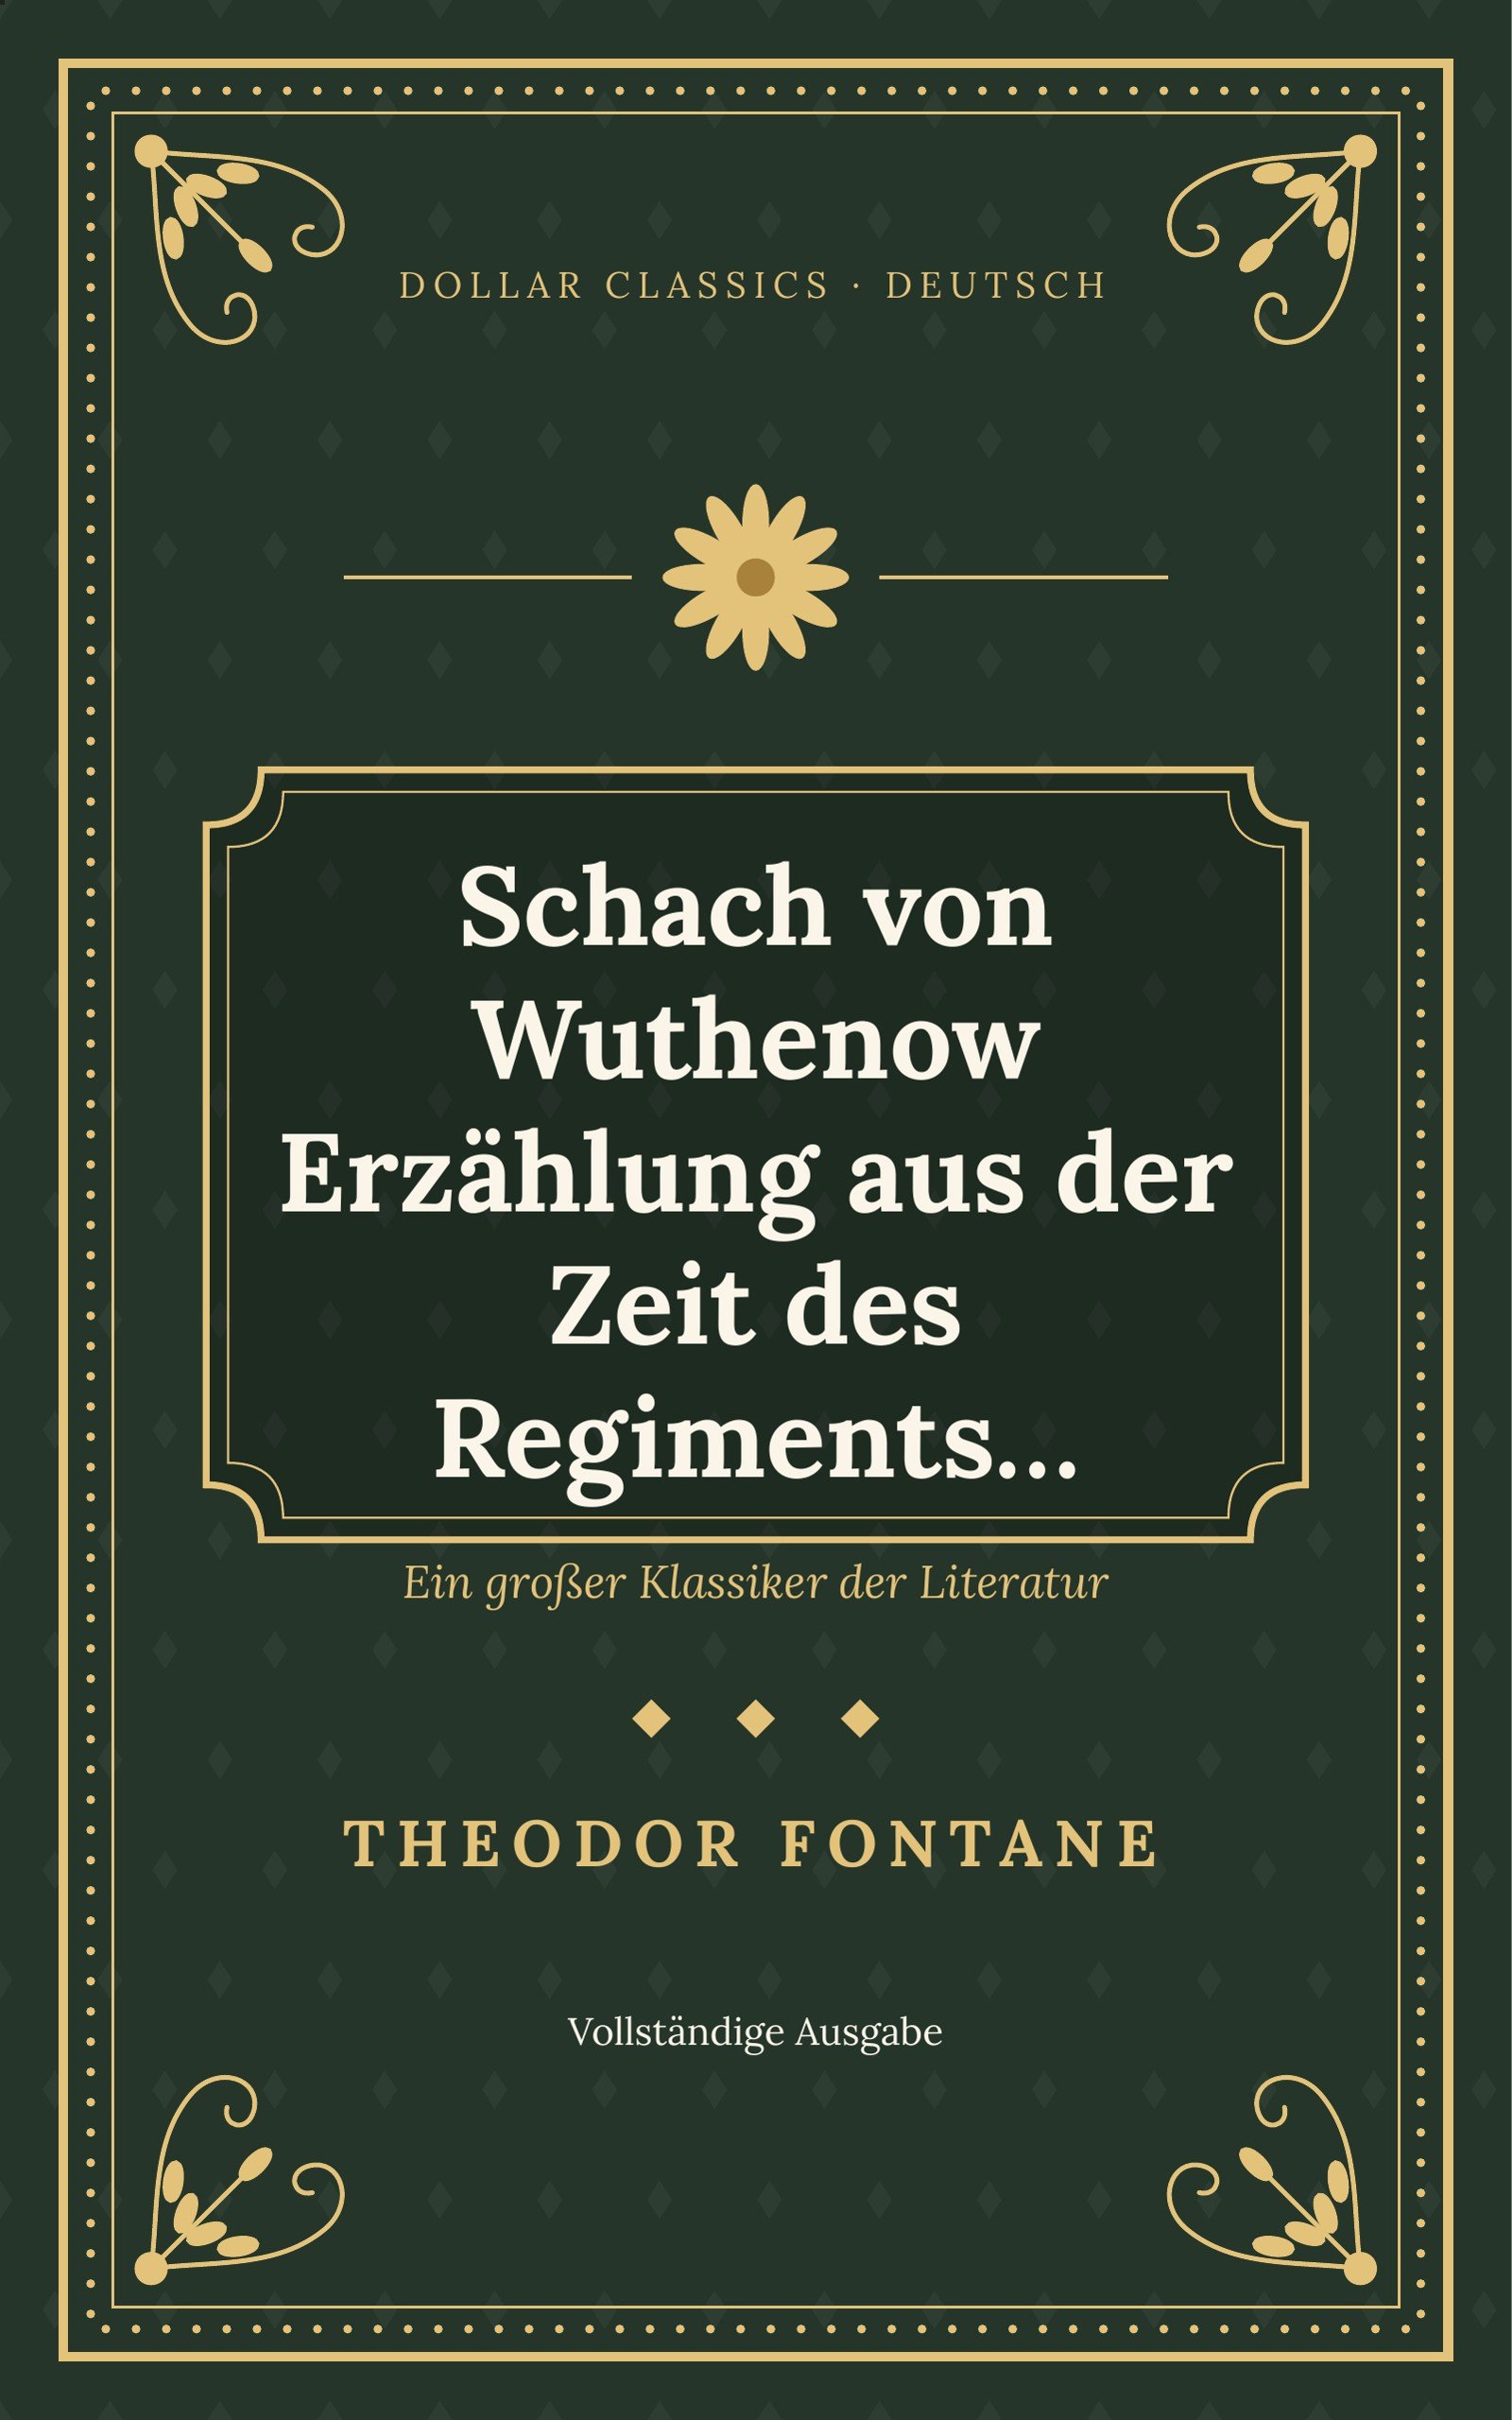 DOLLAR CLASSICS · DEUTSCH
Schach von
Wuthenow
Erzählung aus der
Zeit des
Regiments...
Ein großer Klassiker der Literatur
THEODOR FONTANE
Vollständige Ausgabe